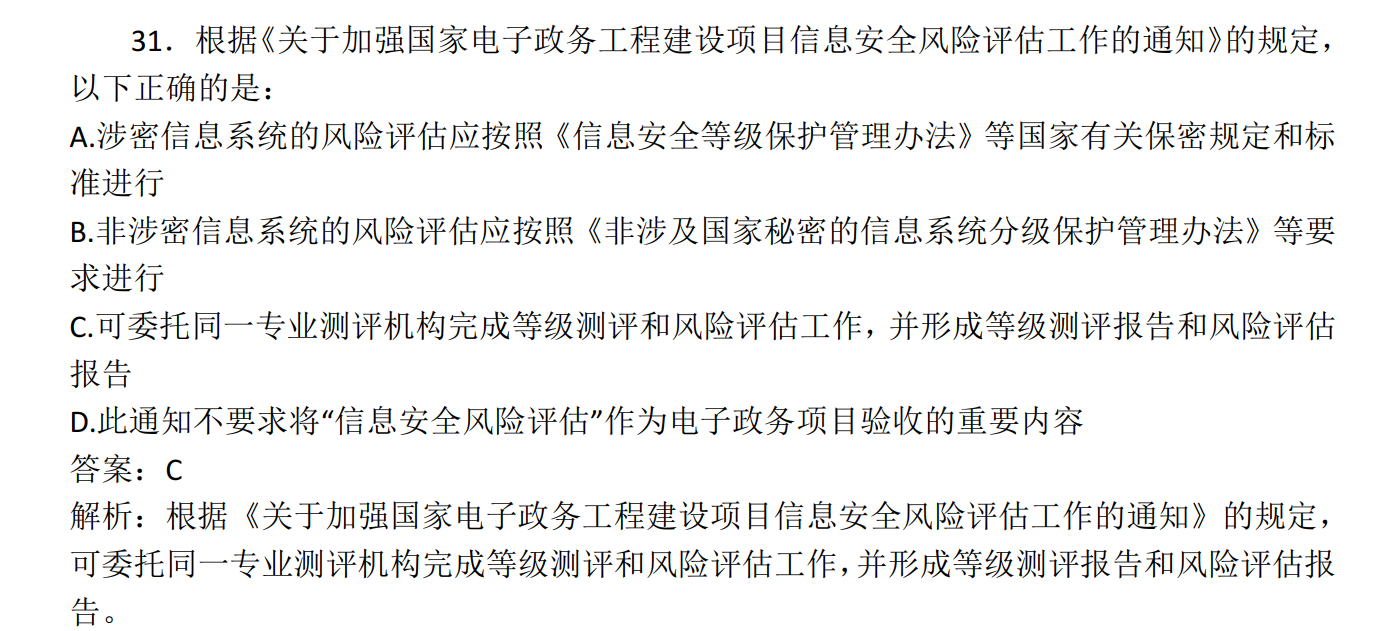 31．根据《关于加强国家电子政务工程建设项目信息安全风险评估工作的通知》的规定，
以下正确的是：
A.涉密信息系统的风险评估应按照《信息安全等级保护管理办法》等国家有关保密规定和标
准进行
B.非涉密信息系统的风险评估应按照《非涉及国家秘密的信息系统分级保护管理办法》等要
求进行
C.可委托同一专业测评机构完成等级测评和风险评估工作，并形成等级测评报告和风险评估
报告
D.此通知不要求将“信息安全风险评估”作为电子政务项目验收的重要内容
答案：C
解析：根据《关于加强国家电子政务工程建设项目信息安全风险评估工作的通知》的规定，
可委托同一专业测评机构完成等级测评和风险评估工作，并形成等级测评报告和风险评估报
告。